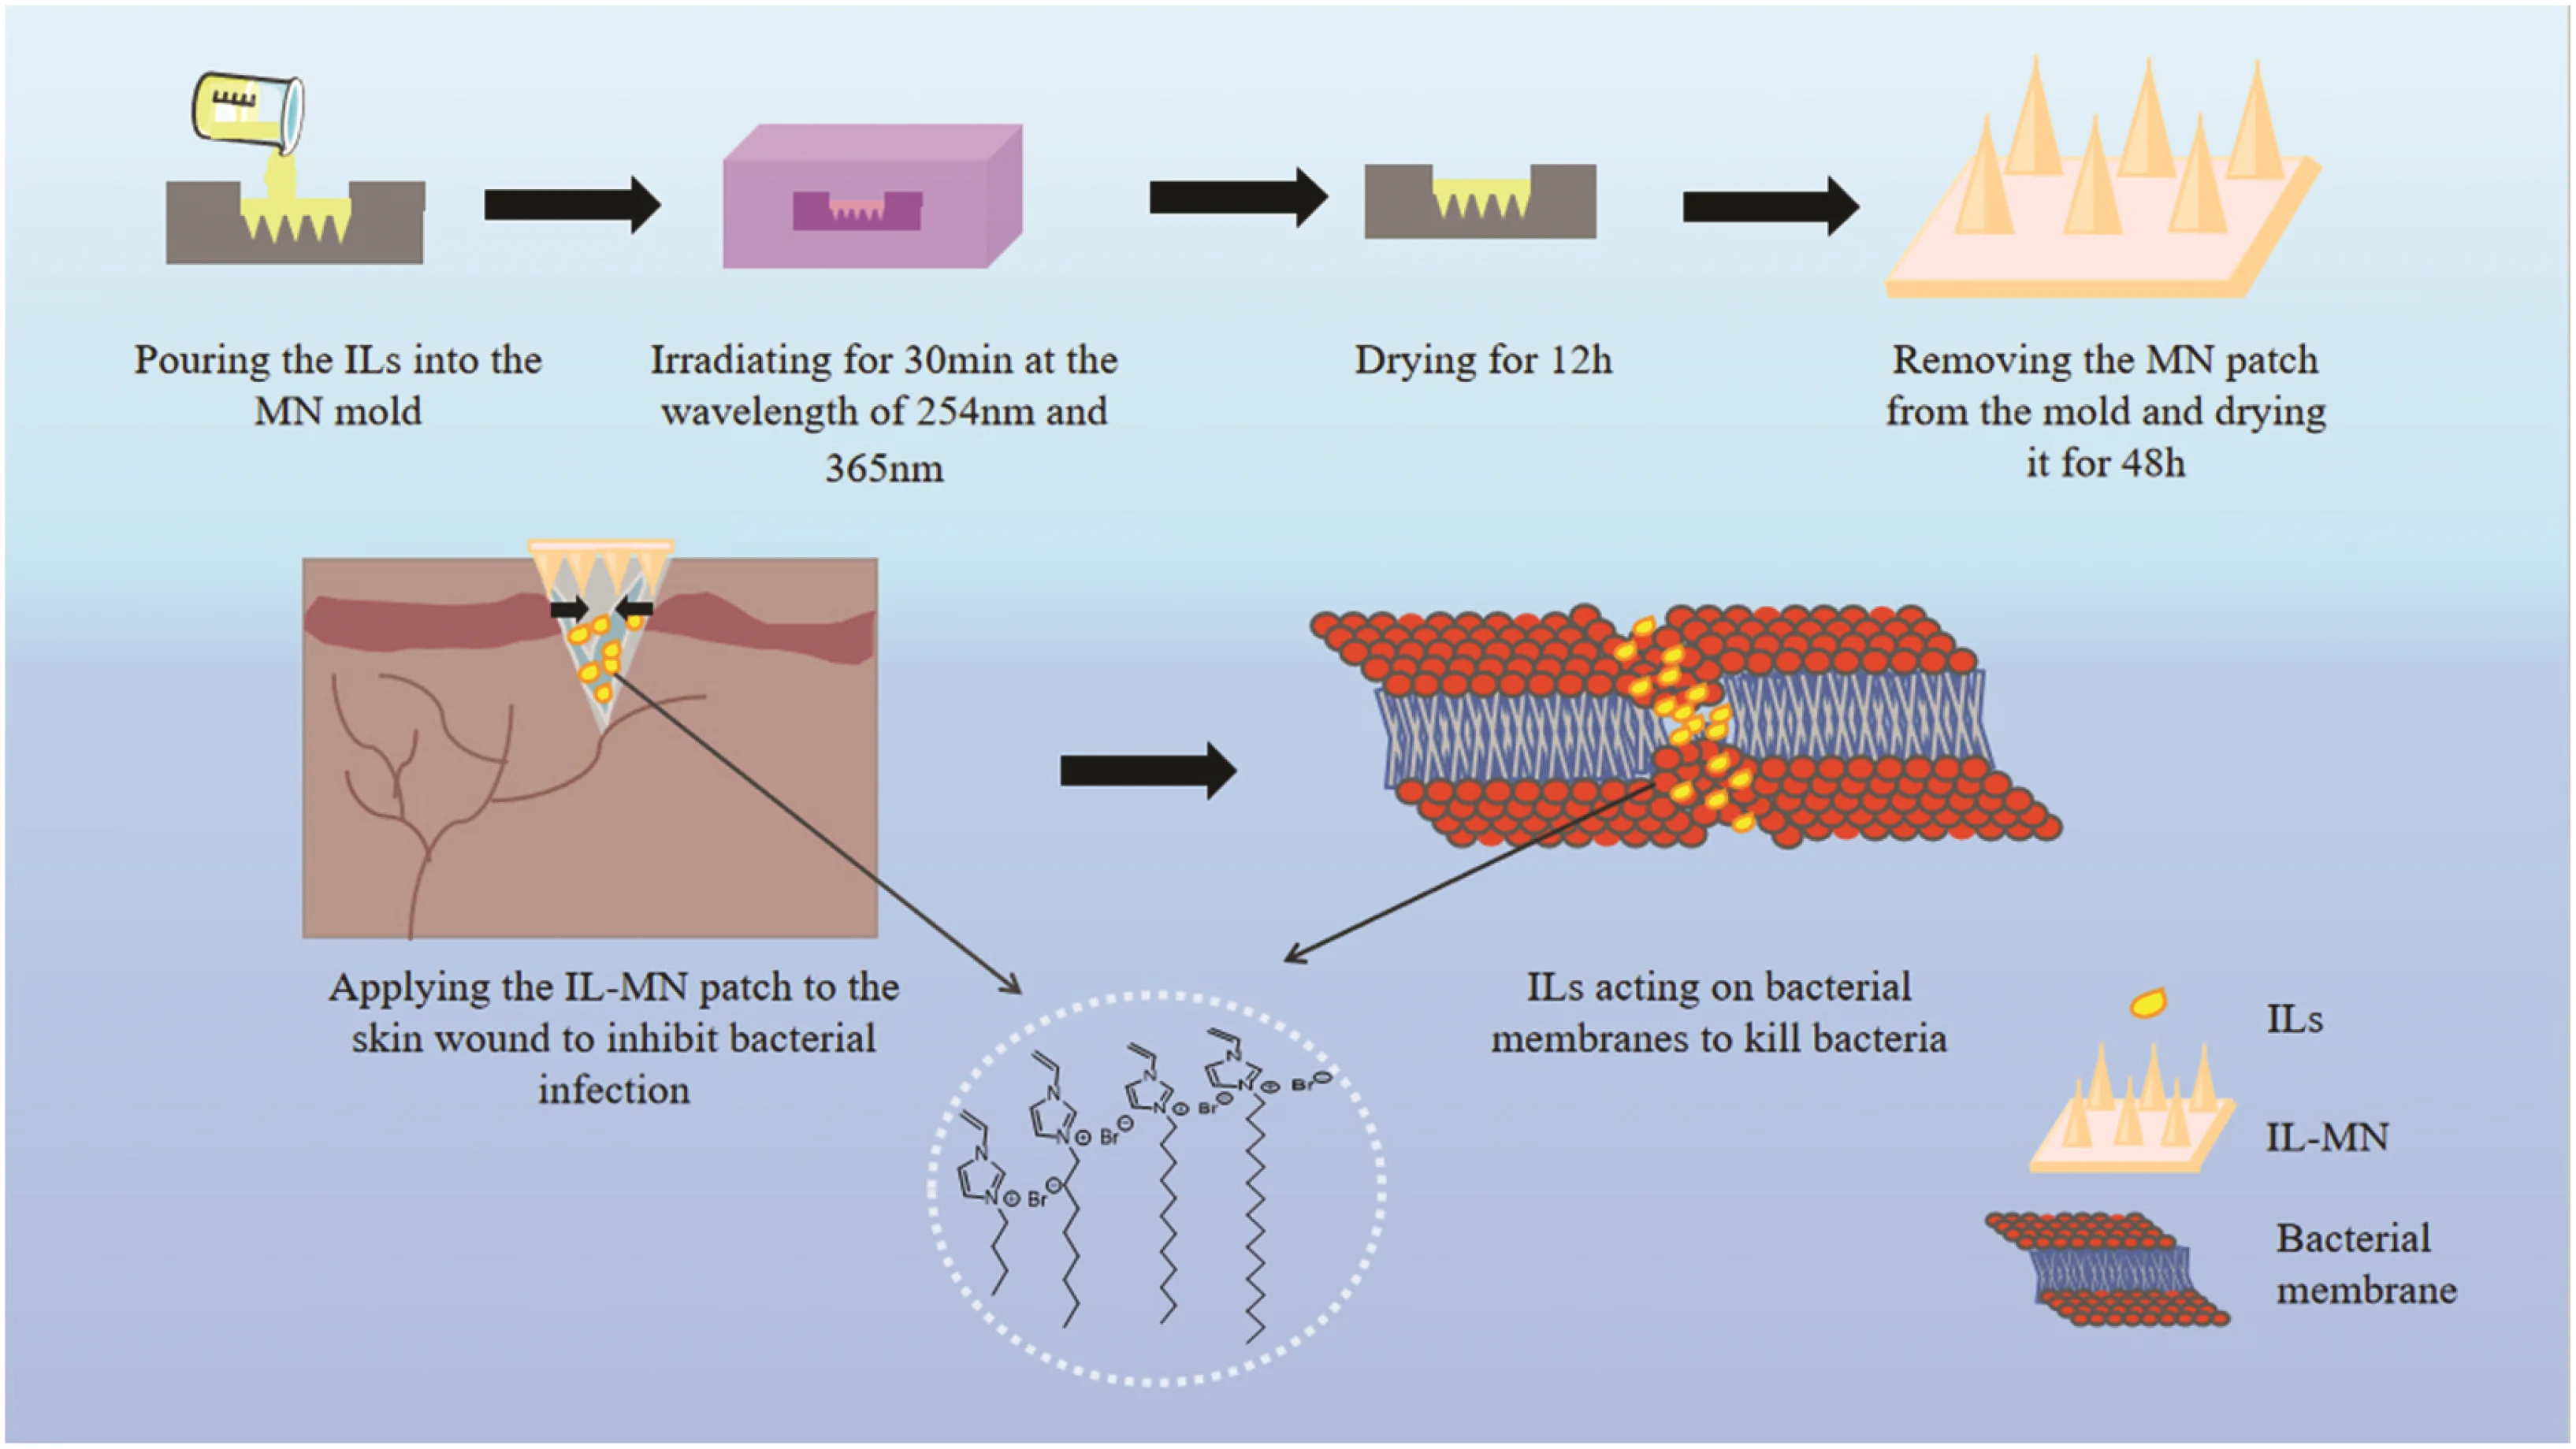 Pouring the ILs into the
MN mold
Irradiating for 30min at the
wavelength of 254nm and
365nm
Drying for 12h
Removing the MN patch
from the mold and drying
it for 48h
Applying the IL-MN patch to the
skin wound to inhibit bacterial
infection
ILs acting on bacterial
membranes to kill bacteria
N
N ⊕ Br ⊖
N
N ⊕ Br ⊖
N
N ⊕ Br ⊖
N
N ⊕ Br ⊖
ILs
IL-MN
Bacterial
membrane